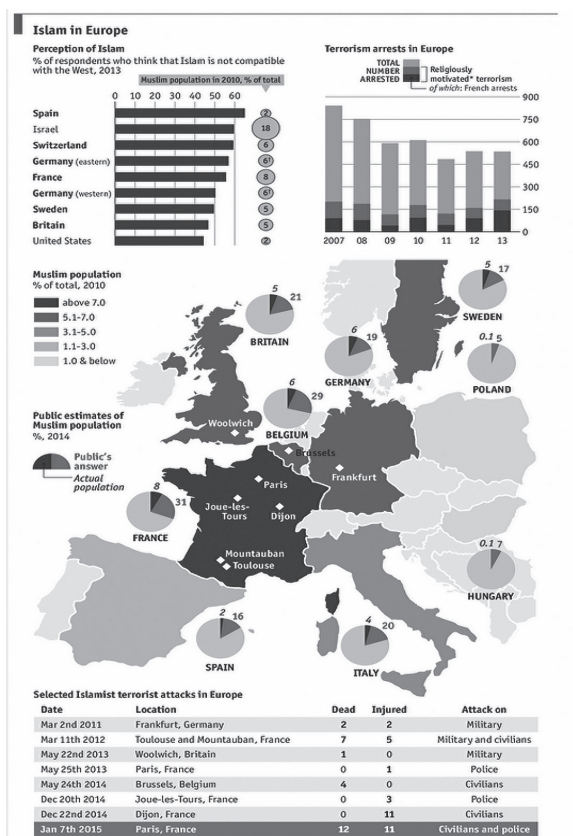 Islam in Europe
Perception of Islam
% of respondents who think that Islam is not compatible
with the West, 2013
Muslim population in 2010, % of total
0 10 20 30 40 50 60
Spain 2
Israel 18
Switzerland 6
Germany (eastern) 6†
France 8
Germany (western) 6†
Sweden 5
Britain 5
United States 2
Terrorism arrests in Europe
TOTAL
NUMBER
ARRESTED
Religiously
motivated* terrorism
of which: French arrests
900
750
600
450
300
150
0
2007 08 09 10 11 12 13
Muslim population
% of total, 2010
above 7.0
5.1-7.0
3.1-5.0
1.1-3.0
1.0 & below
Public estimates of
Muslim population
%, 2014
Public's
answer
Actual
population
5 21
BRITAIN
6 19
GERMANY
5 17
SWEDEN
0.1 5
POLAND
6 29
BELGIUM
Woolwich
Brussels
Frankfurt
Paris
Joue-les-
Tours
Dijon
8 31
FRANCE
Mountauban
Toulouse
0.1 7
HUNGARY
2 16
SPAIN
4 20
ITALY
Selected Islamist terrorist attacks in Europe
Date Location Dead Injured Attack on
Mar 2nd 2011 Frankfurt, Germany 2 2 Military
Mar 11th 2012 Toulouse and Mountauban, France 7 5 Military and civilians
May 22nd 2013 Woolwich, Britain 1 0 Military
May 25th 2013 Paris, France 0 1 Police
May 24th 2014 Brussels, Belgium 4 0 Civilians
Dec 20th 2014 Joue-les-Tours, France 0 3 Police
Dec 22nd 2014 Dijon, France 0 11 Civilians
Jan 7th 2015 Paris, France 12 11 Civilians and police